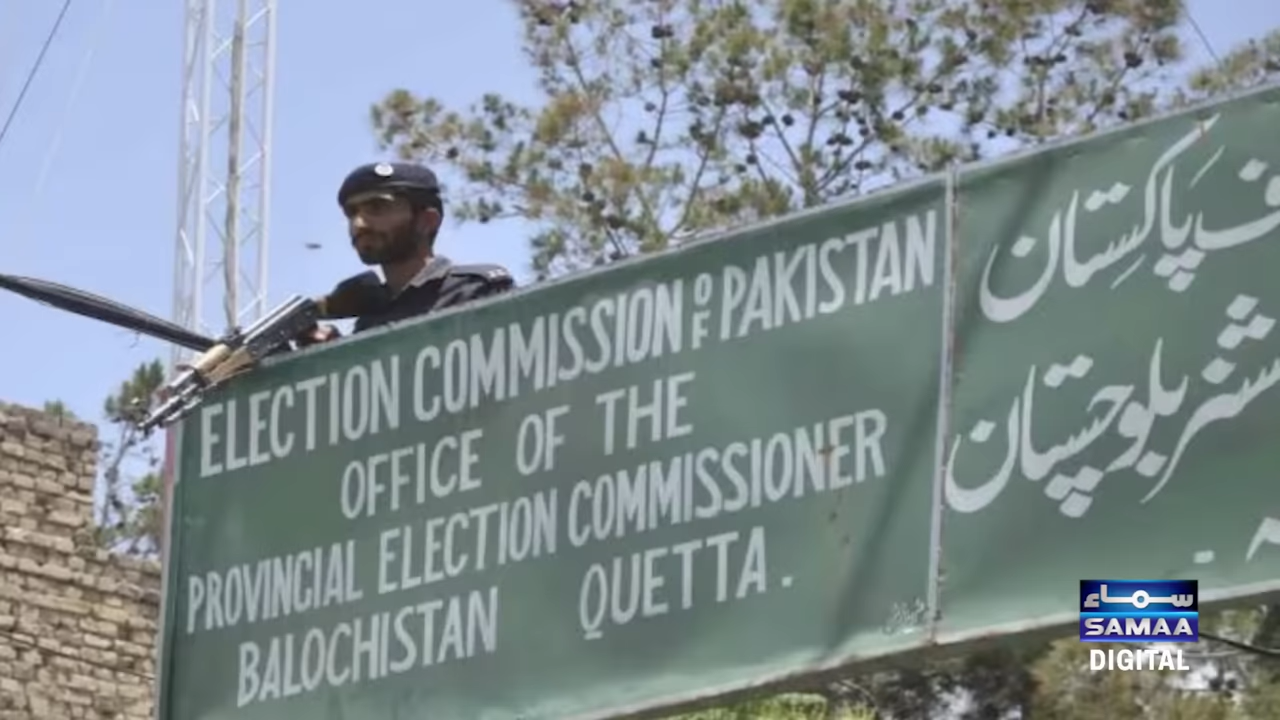 ELECTION COMMISSION OF PAKISTAN
OFFICE OF THE
PROVINCIAL ELECTION COMMISSIONER
BALOCHISTAN QUETTA.
ف پاکستان
بلوچستان
سماء
SAMAA
DIGITAL